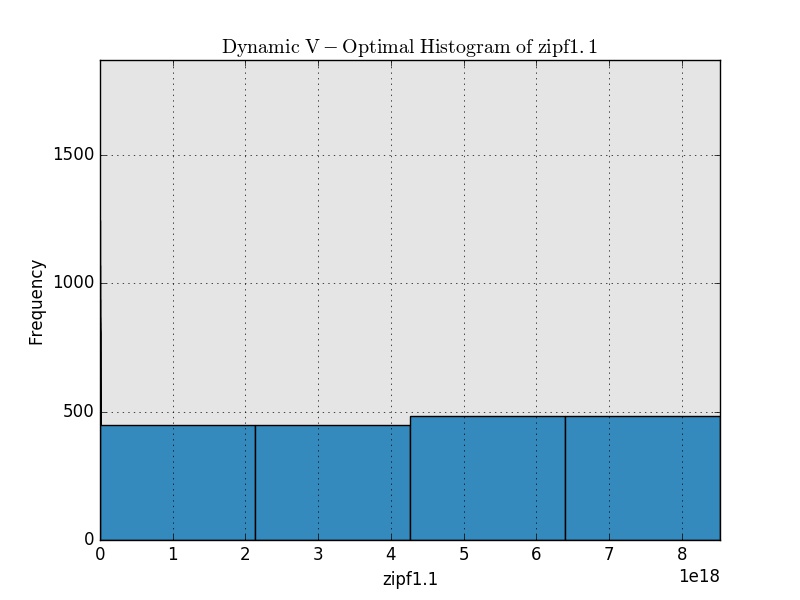 Dynamic V − Optimal Histogram of zipf1.1
1500
1000
500
0
Frequency
0 1 2 3 4 5 6 7 8
1e18
zipf1.1